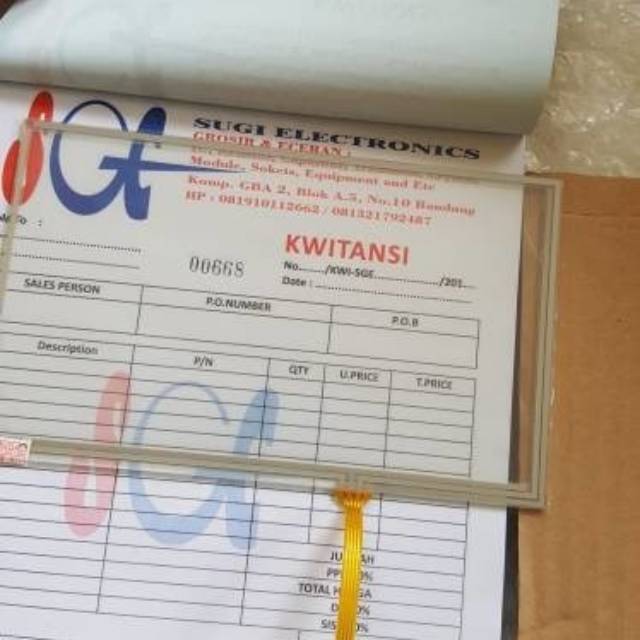 SUGI ELECTRONICS
GROSIR & ECERAN :
Module, Sokets, Equipment and Etc
Komp. GBA 2, Blok A.5, No.10 Bandung
HP : 081910112662 / 081321792487
KWITANSI
00668
No......./KWI-SGE....................../201...
Date : ..........................................
SALES PERSON P.O.NUMBER P.O.B
Description P/N QTY U.PRICE T.PRICE
TOTAL